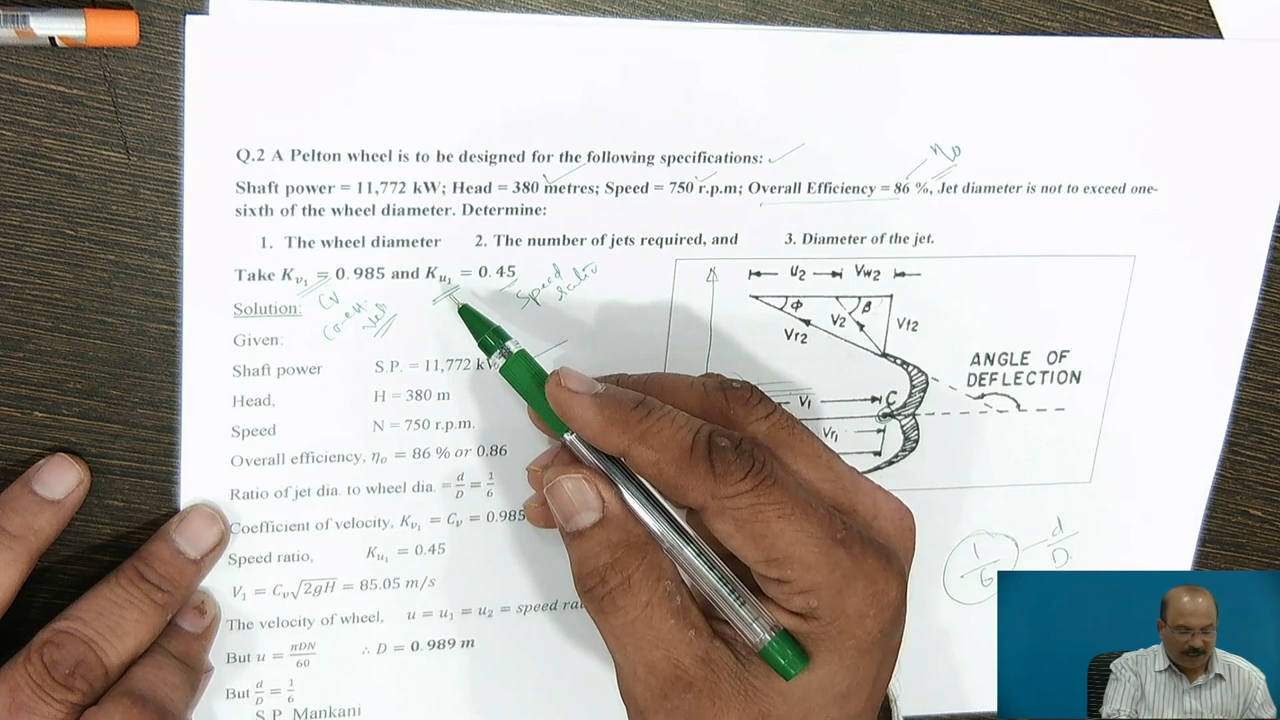 Q.2 A Pelton wheel is to be designed for the following specifications:
ηo
Shaft power = 11,772 kW; Head = 380 metres; Speed = 750 r.p.m; Overall Efficiency = 86 %, Jet diameter is not to exceed one-
sixth of the wheel diameter. Determine:
1. The wheel diameter 2. The number of jets required, and 3. Diameter of the jet.
Take Kv₁ = 0.985 and Ku₁ = 0.45
Speed
ratio
Cv
Co-eff.
Solution:
Given:
Shaft power S.P. = 11,772 kW
Head, H = 380 m
Speed N = 750 r.p.m.
Overall efficiency, ηo = 86 % or 0.86
Ratio of jet dia. to wheel dia. = d/D = 1/6
Coefficient of velocity, Kv₁ = Cv = 0.985
Speed ratio, Ku₁ = 0.45
V₁ = Cv√2gH = 85.05 m/s
The velocity of wheel, u = u₁ = u₂ = speed
But u = πDN/60 ∴ D = 0.989 m
But d/D = 1/6
S.P. Mankani
u2 Vw2
φ β
V2 Vf2
Vr2
ANGLE OF
DEFLECTION
V1 C
Vr1
1/6 d/D